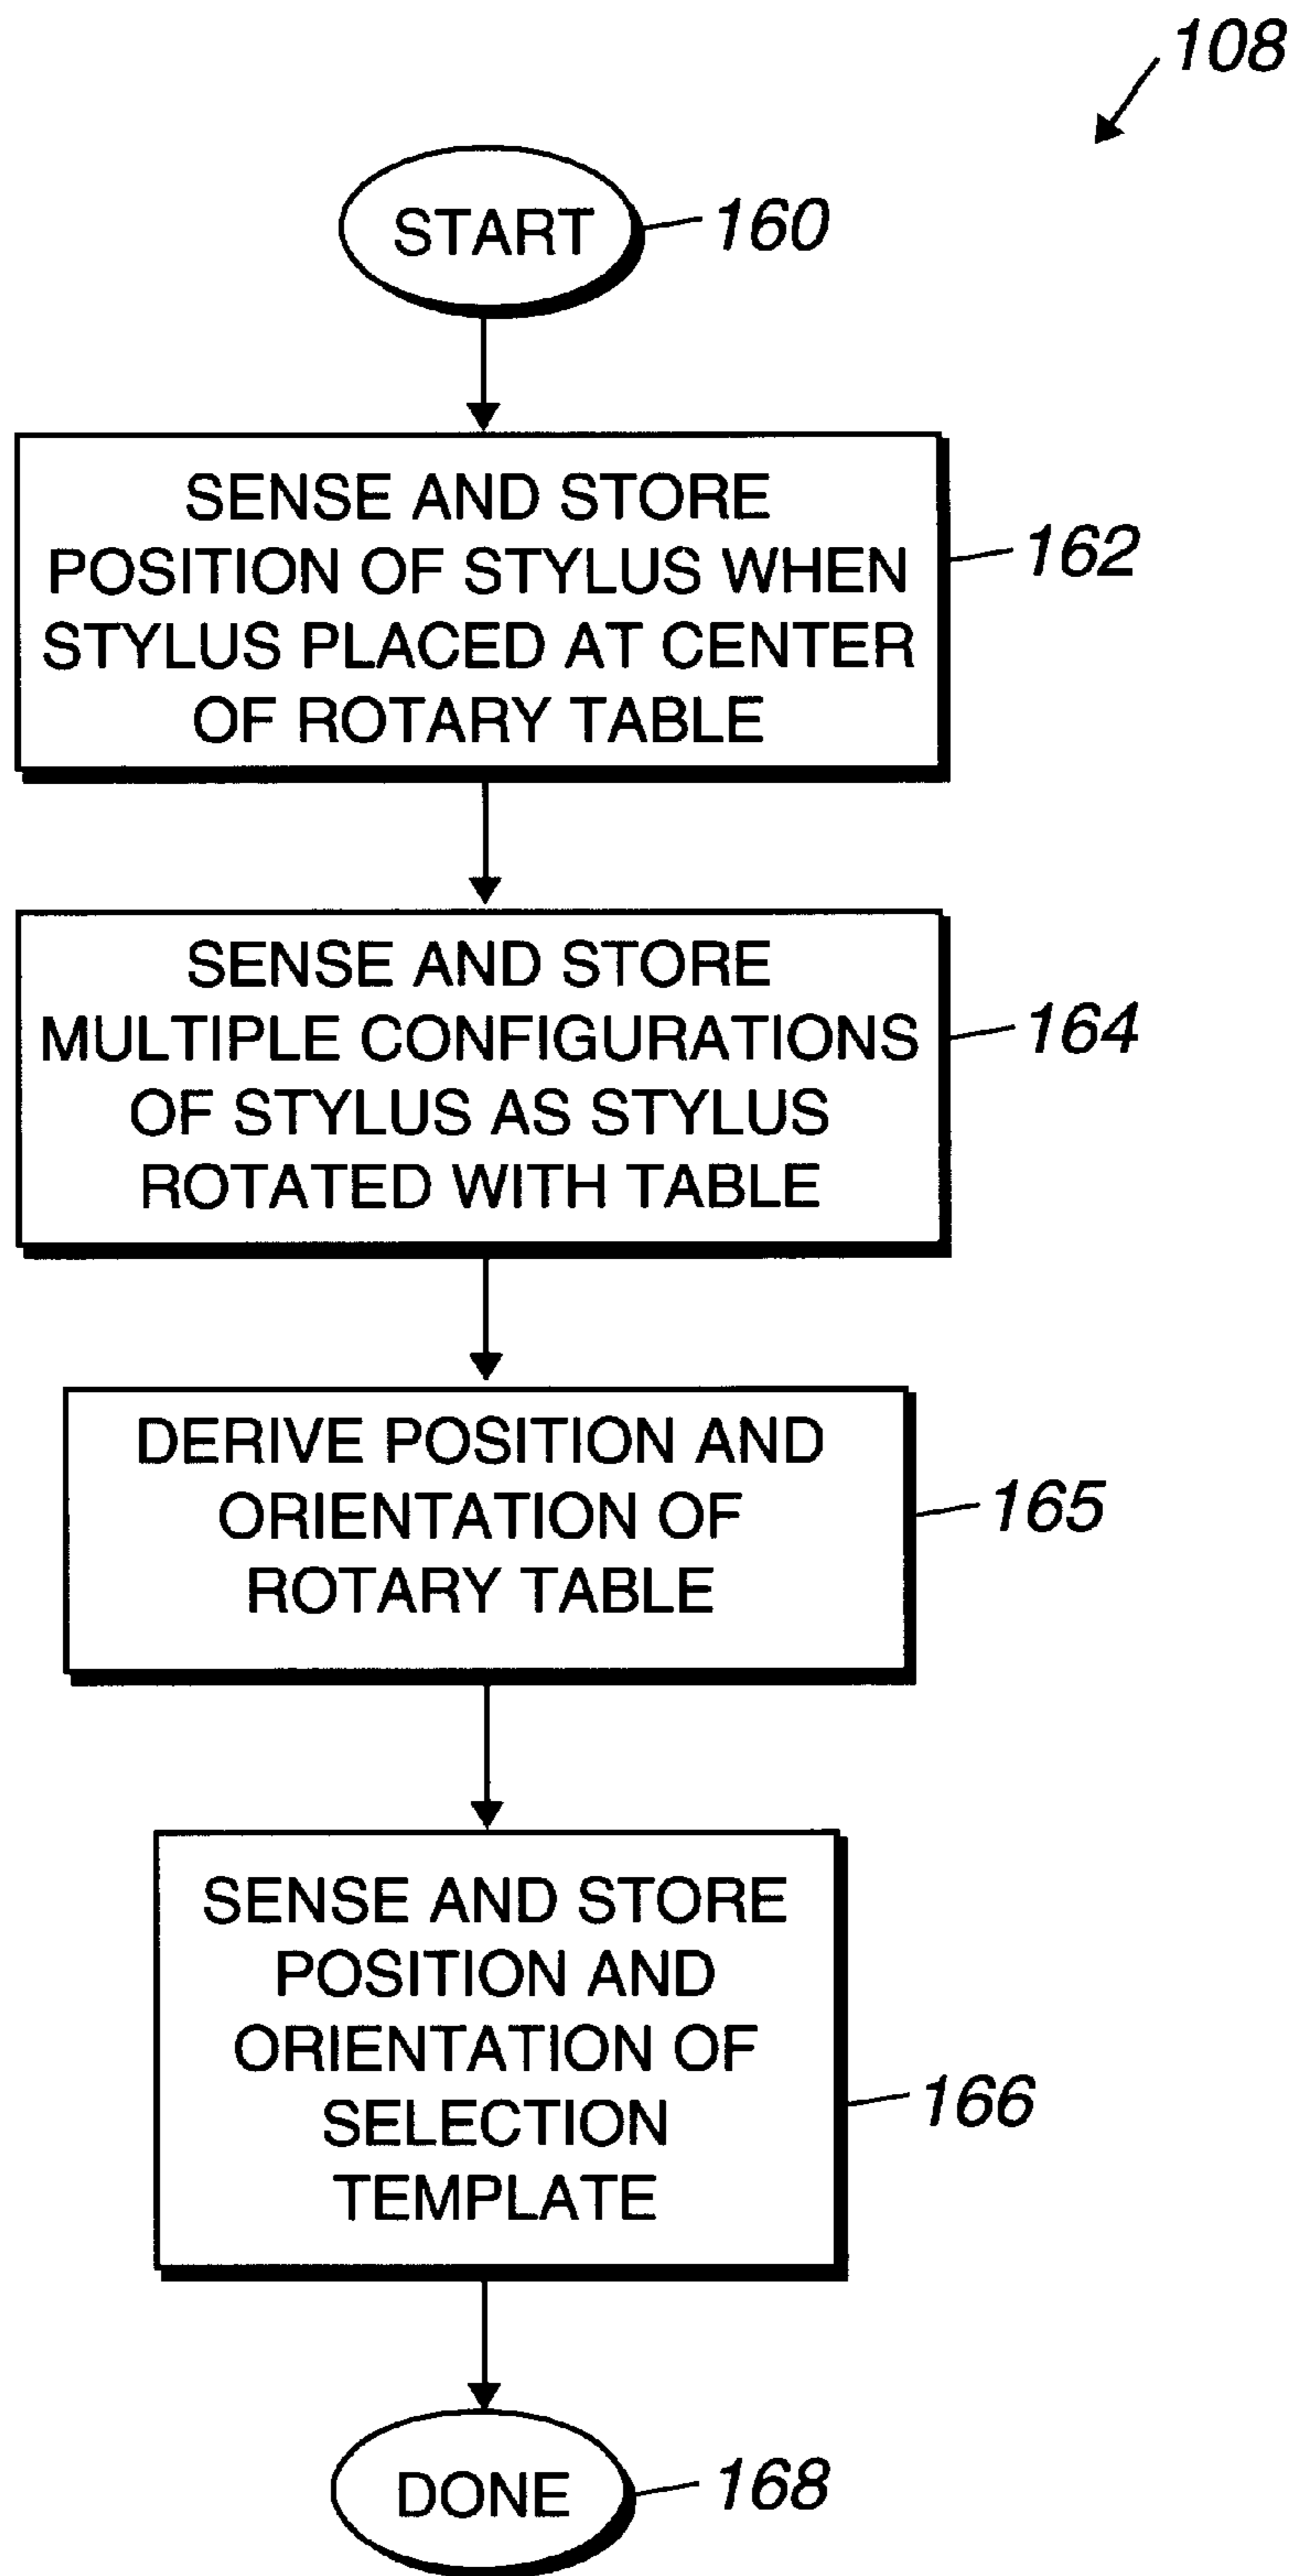 108
START
160
SENSE AND STORE
POSITION OF STYLUS WHEN
STYLUS PLACED AT CENTER
OF ROTARY TABLE
162
SENSE AND STORE
MULTIPLE CONFIGURATIONS
OF STYLUS AS STYLUS
ROTATED WITH TABLE
164
DERIVE POSITION AND
ORIENTATION OF
ROTARY TABLE
165
SENSE AND STORE
POSITION AND
ORIENTATION OF
SELECTION
TEMPLATE
166
DONE
168